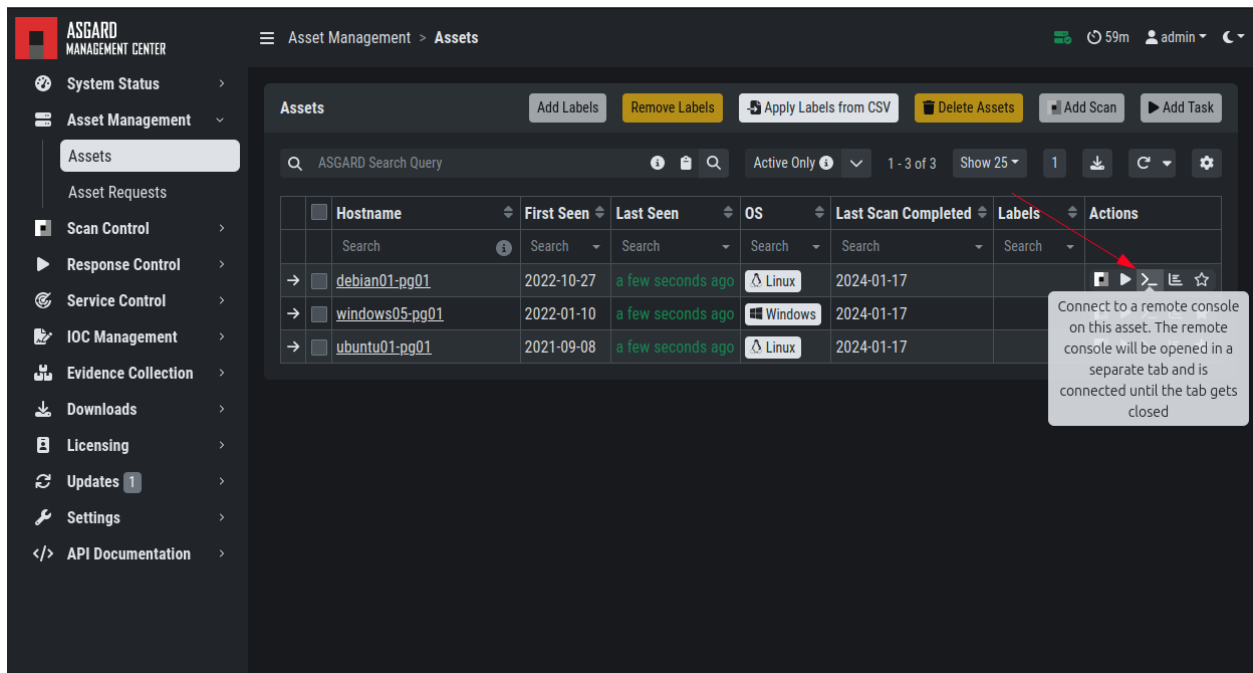 ASGARD
MANAGEMENT CENTER
Asset Management > Assets
59m admin
System Status
Asset Management
Assets
Asset Requests
Scan Control
Response Control
Service Control
IOC Management
Evidence Collection
Downloads
Licensing
Updates 1
Settings
API Documentation
Assets Add Labels Remove Labels Apply Labels from CSV Delete Assets Add Scan Add Task
ASGARD Search Query Active Only 1 - 3 of 3 Show 25 1
Hostname First Seen Last Seen OS Last Scan Completed Labels Actions
Search Search Search Search Search Search
debian01-pg01 2022-10-27 a few seconds ago Linux 2024-01-17
windows05-pg01 2022-01-10 a few seconds ago Windows 2024-01-17
ubuntu01-pg01 2021-09-08 a few seconds ago Linux 2024-01-17
Connect to a remote console
on this asset. The remote
console will be opened in a
separate tab and is
connected until the tab gets
closed